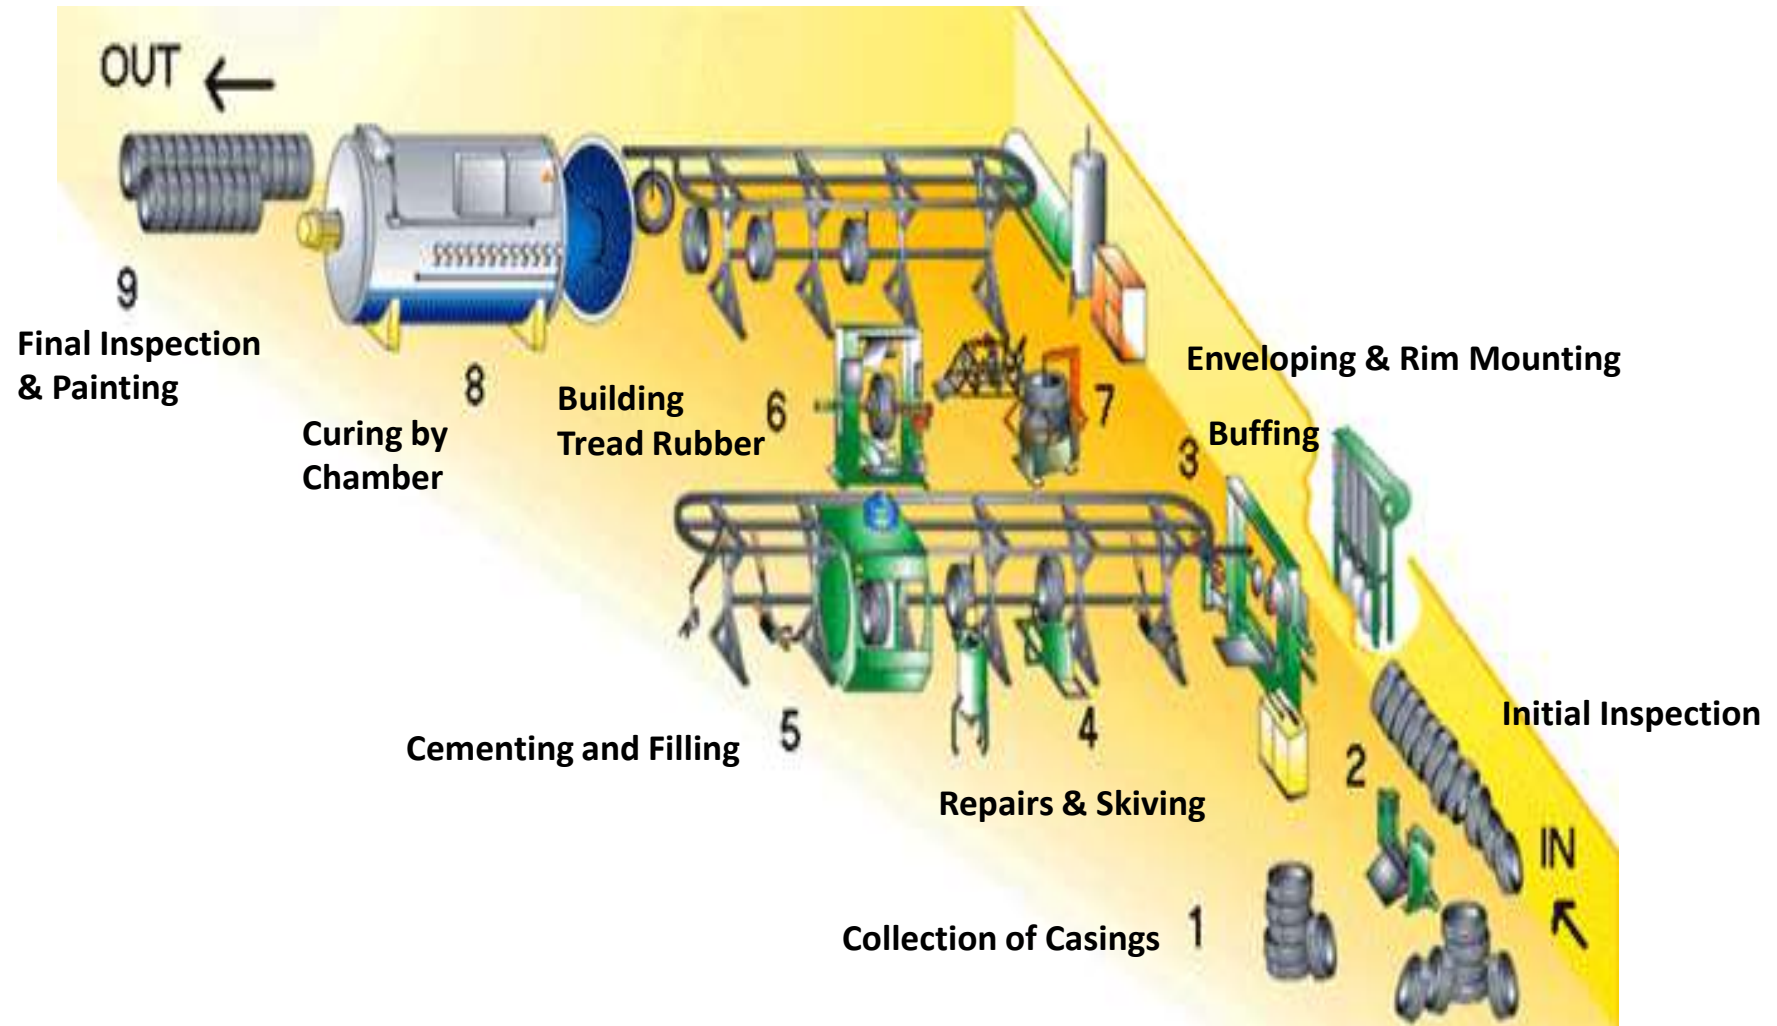 OUT
9
Final Inspection
& Painting
8
Curing by
Chamber
Building
Tread Rubber
6
7
Enveloping & Rim Mounting
3
Buffing
5
Cementing and Filling
4
Repairs & Skiving
2
Initial Inspection
IN
1
Collection of Casings